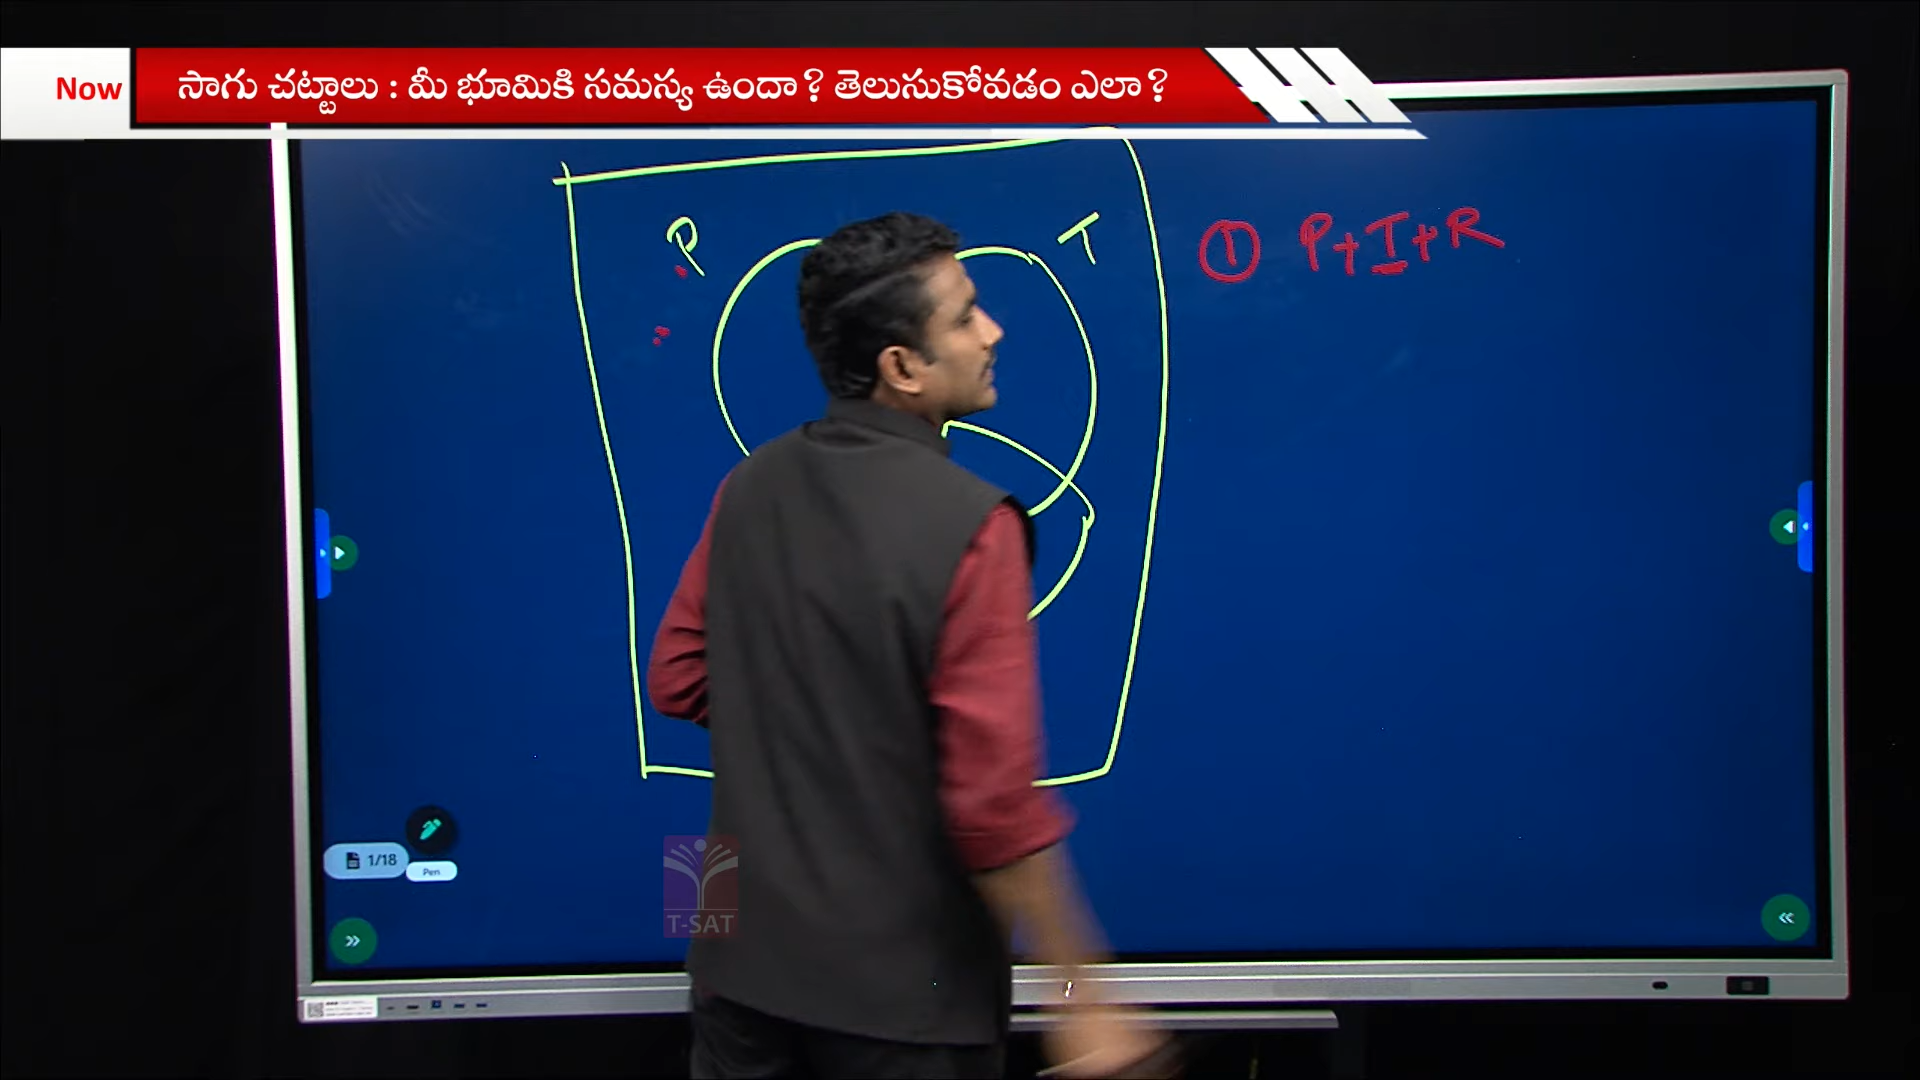 Now సాగు చట్టాలు : మీ భూమికి సమస్య ఉందా? తెలుసుకోవడం ఎలా?
P T ① P+I+R
1/18
Pen
T-SAT